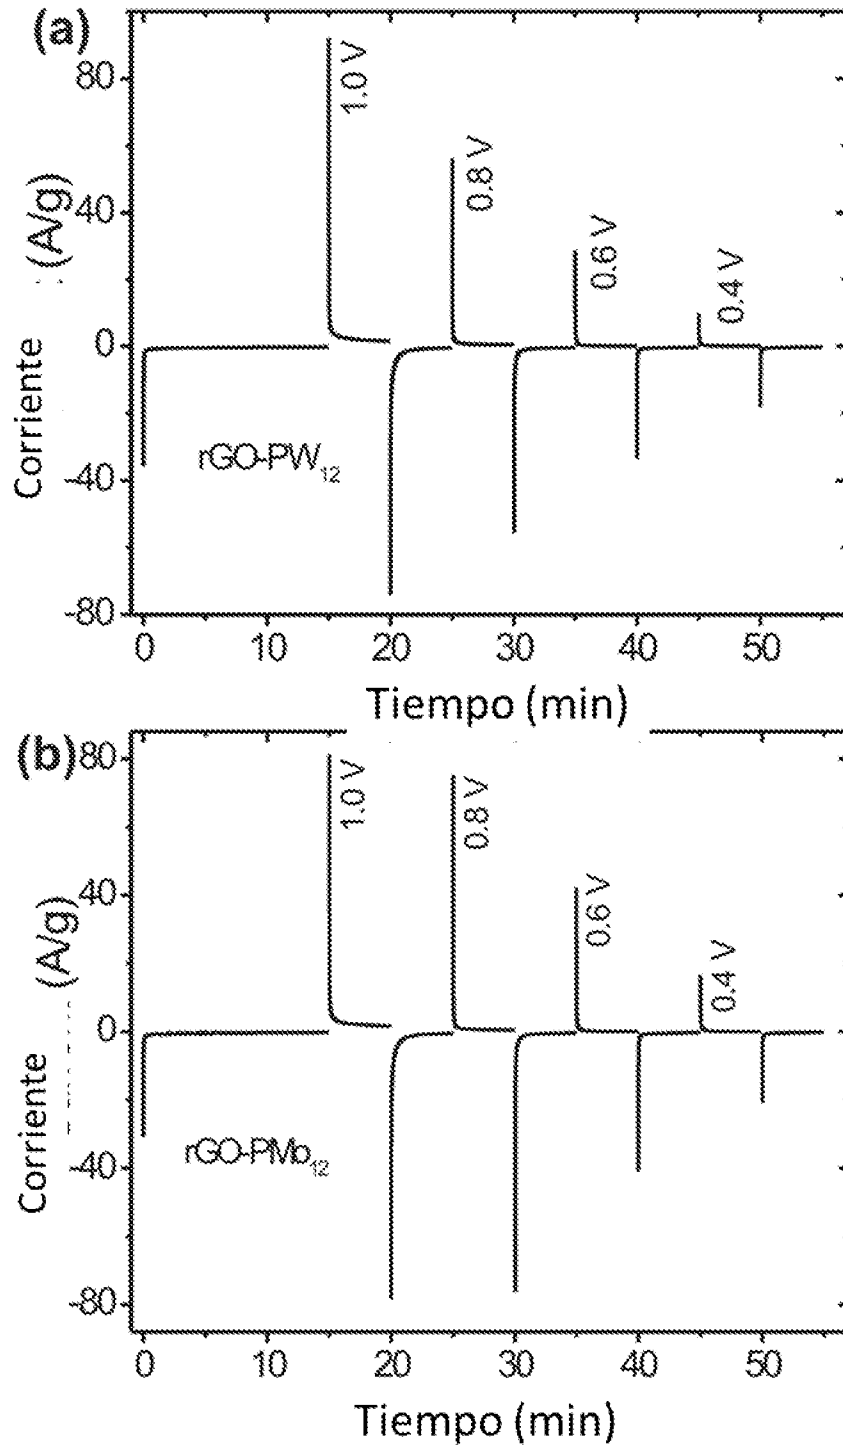 (a)
80
40
0
-40
-80
Corriente (A/g)
1.0 V
0.8 V
0.6 V
0.4 V
rGO-PW₁₂
0 10 20 30 40 50
Tiempo (min)
(b)
80
40
0
-40
-80
Corriente (A/g)
1.0 V
0.8 V
0.6 V
0.4 V
rGO-PMo₁₂
0 10 20 30 40 50
Tiempo (min)